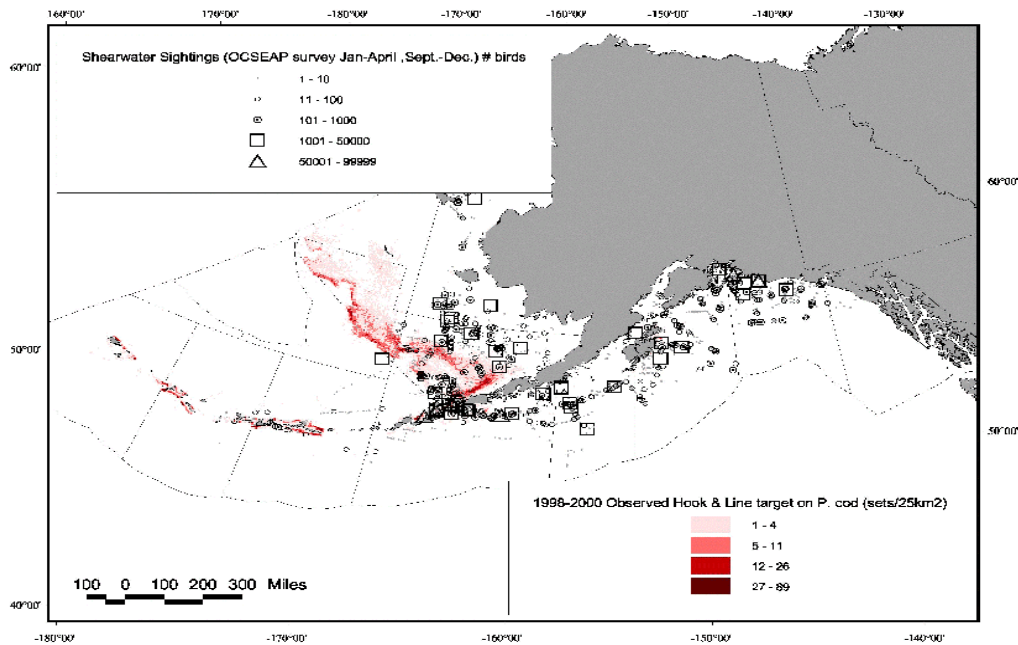 -160°00' -170°00' -180°00' -170°00' -160°00' -150°00' -140°00' -130°00'
Shearwater Sightings (OCSEAP survey Jan-April ,Sept.-Dec.) # birds
1 - 10
11 - 100
101 - 1000
1001 - 50000
50001 - 99999
60°00'
60°00'
50°00'
50°00'
1998-2000 Observed Hook & Line target on P. cod (sets/25km2)
1 - 4
5 - 11
12 - 26
27 - 89
100 0 100 200 300 Miles
40°00'
-180°00' -170°00' -160°00' -150°00' -140°00'